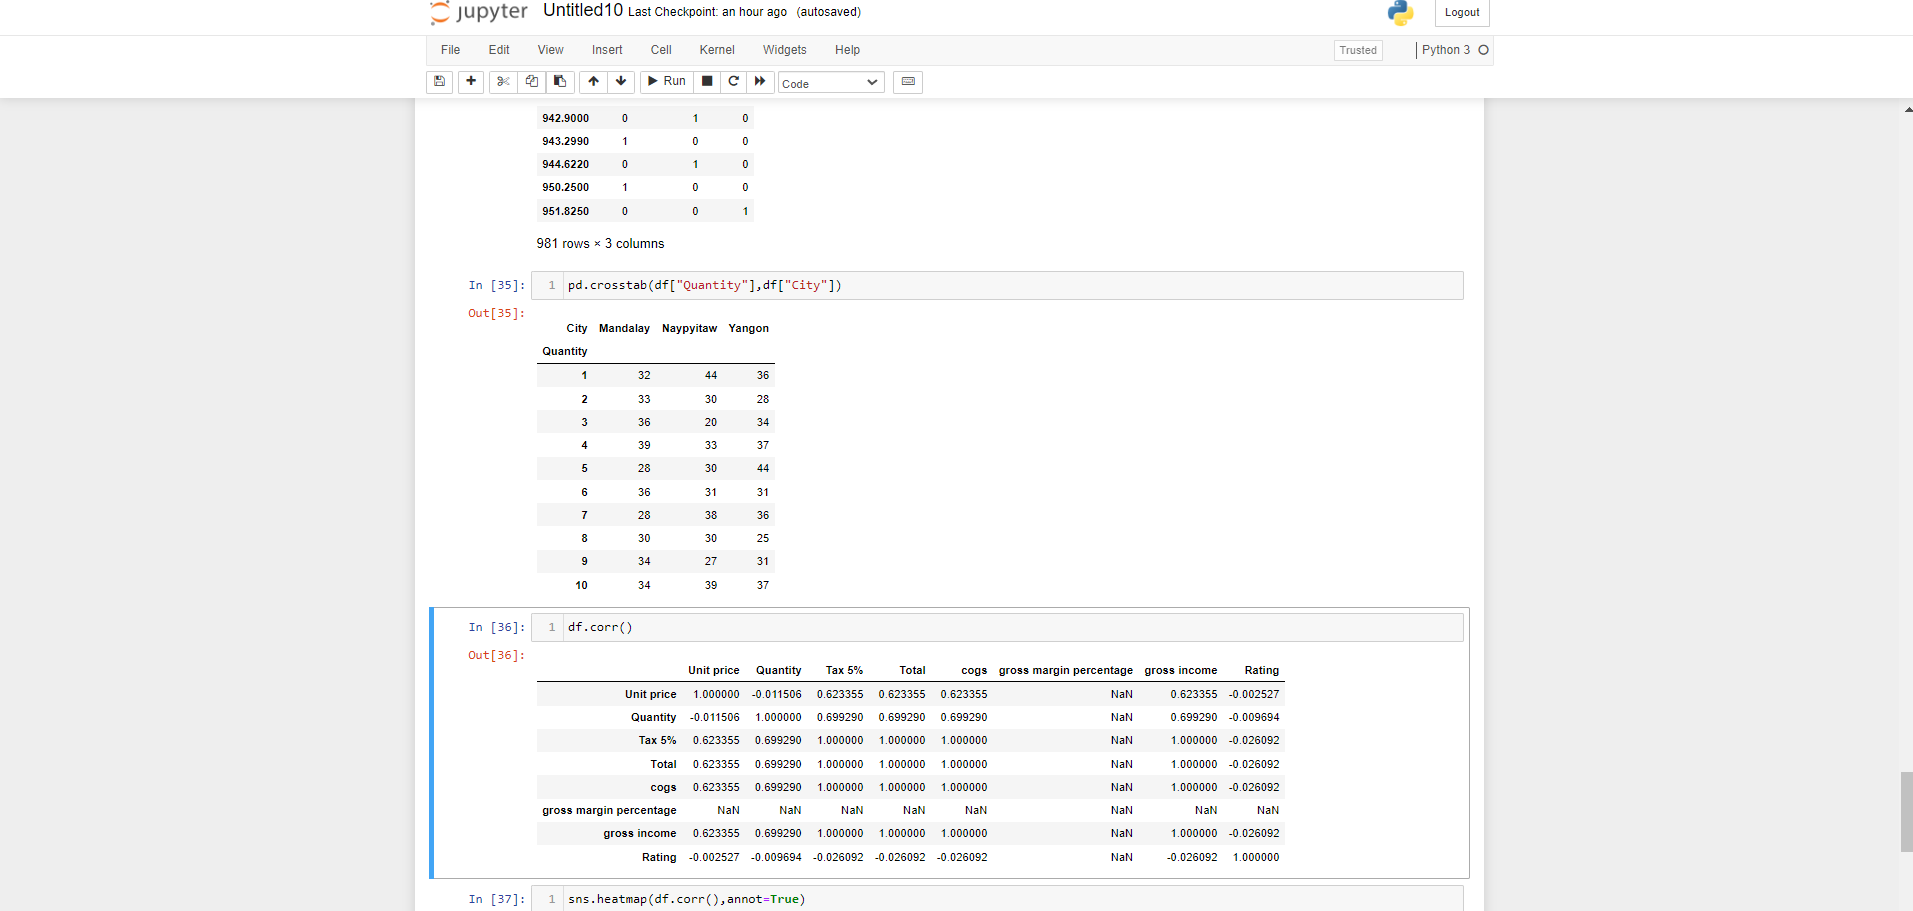 jupyter Untitled10 Last Checkpoint: an hour ago (autosaved) Logout
File Edit View Insert Cell Kernel Widgets Help Trusted Python 3
Run Code
942.9000 0 1 0
943.2990 1 0 0
944.6220 0 1 0
950.2500 1 0 0
951.8250 0 0 1
981 rows × 3 columns
In [35]: 1 pd.crosstab(df["Quantity"],df["City"])
Out[35]:
City Mandalay Naypyitaw Yangon
Quantity
1 32 44 36
2 33 30 28
3 36 20 34
4 39 33 37
5 28 30 44
6 36 31 31
7 28 38 36
8 30 30 25
9 34 27 31
10 34 39 37
In [36]: 1 df.corr()
Out[36]:
Unit price Quantity Tax 5% Total cogs gross margin percentage gross income Rating
Unit price 1.000000 -0.011506 0.623355 0.623355 0.623355 NaN 0.623355 -0.002527
Quantity -0.011506 1.000000 0.699290 0.699290 0.699290 NaN 0.699290 -0.009694
Tax 5% 0.623355 0.699290 1.000000 1.000000 1.000000 NaN 1.000000 -0.026092
Total 0.623355 0.699290 1.000000 1.000000 1.000000 NaN 1.000000 -0.026092
cogs 0.623355 0.699290 1.000000 1.000000 1.000000 NaN 1.000000 -0.026092
gross margin percentage NaN NaN NaN NaN NaN NaN NaN NaN
gross income 0.623355 0.699290 1.000000 1.000000 1.000000 NaN 1.000000 -0.026092
Rating -0.002527 -0.009694 -0.026092 -0.026092 -0.026092 NaN -0.026092 1.000000
In [37]: 1 sns.heatmap(df.corr(),annot=True)